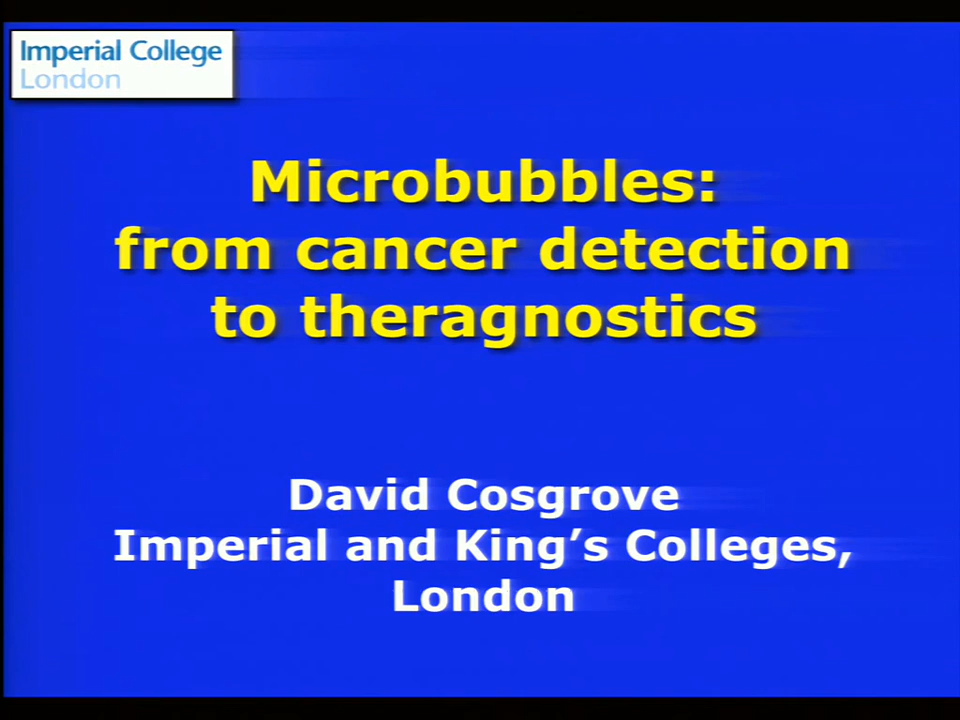 Imperial College
London
Microbubbles:
from cancer detection
to theragnostics
David Cosgrove
Imperial and King’s Colleges,
London